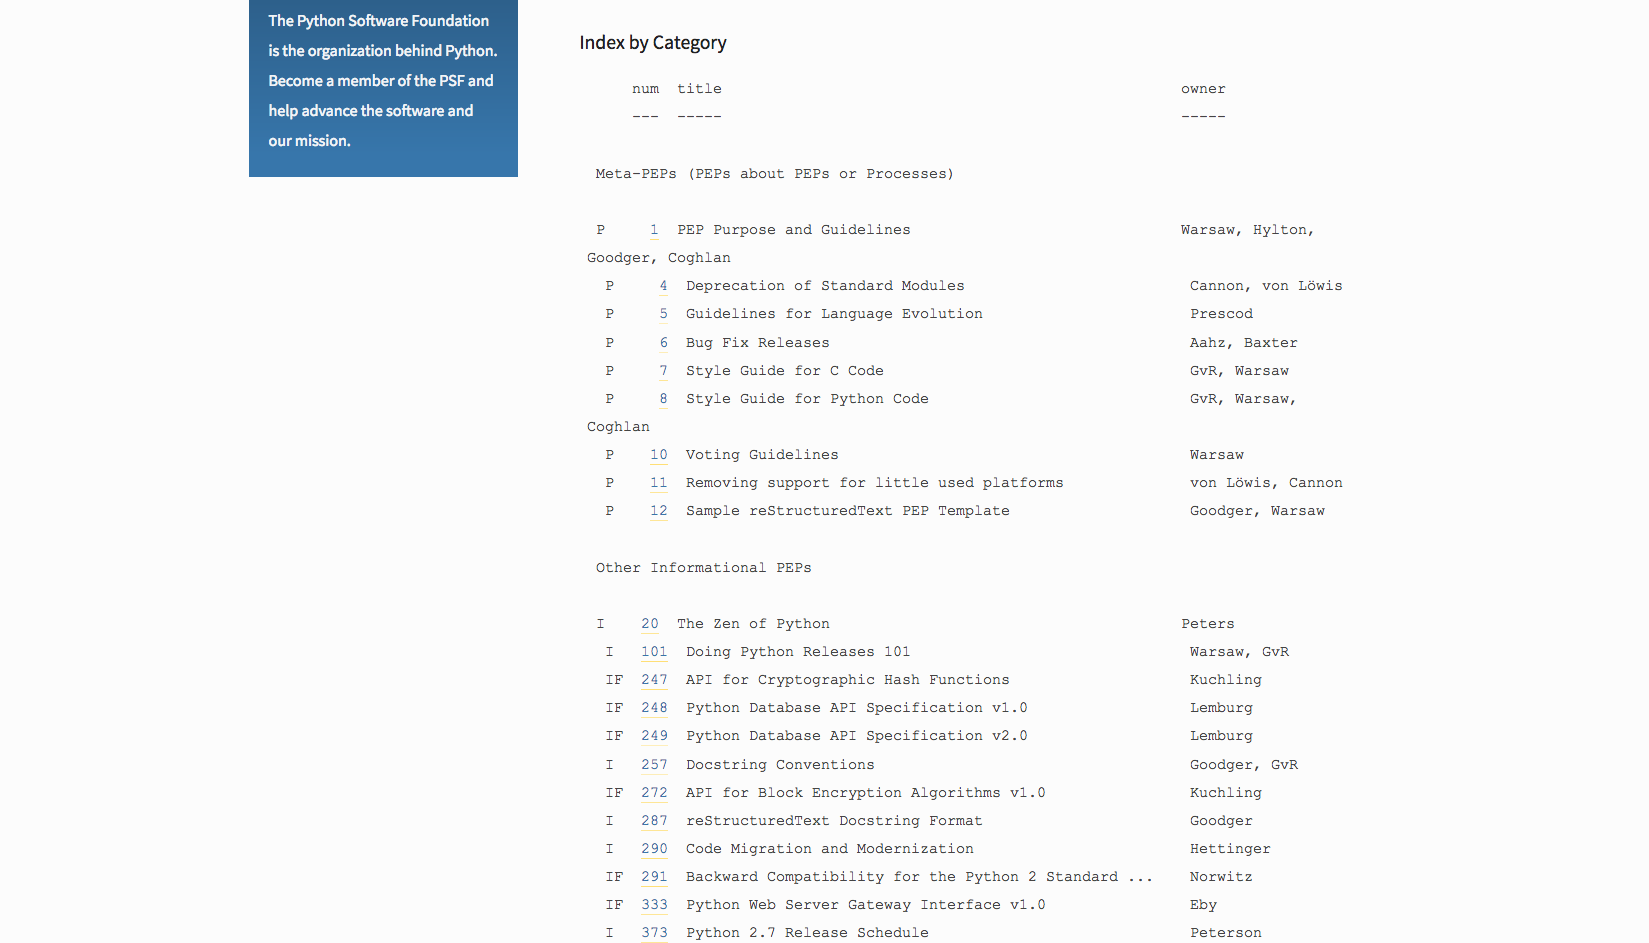 The Python Software Foundation
is the organization behind Python.
Become a member of the PSF and
help advance the software and
our mission.
Index by Category
num title owner
--- ----- -----
Meta-PEPs (PEPs about PEPs or Processes)
P 1 PEP Purpose and Guidelines Warsaw, Hylton,
Goodger, Coghlan
P 4 Deprecation of Standard Modules Cannon, von Löwis
P 5 Guidelines for Language Evolution Prescod
P 6 Bug Fix Releases Aahz, Baxter
P 7 Style Guide for C Code GvR, Warsaw
P 8 Style Guide for Python Code GvR, Warsaw,
Coghlan
P 10 Voting Guidelines Warsaw
P 11 Removing support for little used platforms von Löwis, Cannon
P 12 Sample reStructuredText PEP Template Goodger, Warsaw
Other Informational PEPs
I 20 The Zen of Python Peters
I 101 Doing Python Releases 101 Warsaw, GvR
IF 247 API for Cryptographic Hash Functions Kuchling
IF 248 Python Database API Specification v1.0 Lemburg
IF 249 Python Database API Specification v2.0 Lemburg
I 257 Docstring Conventions Goodger, GvR
IF 272 API for Block Encryption Algorithms v1.0 Kuchling
I 287 reStructuredText Docstring Format Goodger
I 290 Code Migration and Modernization Hettinger
IF 291 Backward Compatibility for the Python 2 Standard ... Norwitz
IF 333 Python Web Server Gateway Interface v1.0 Eby
I 373 Python 2.7 Release Schedule Peterson